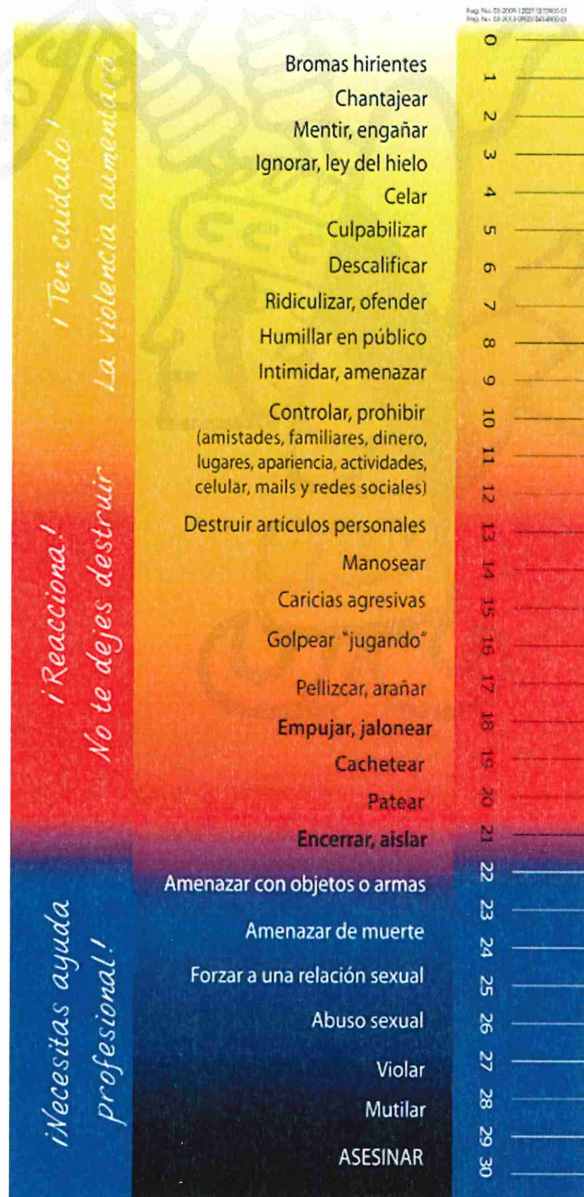 0
1
2
3
4
5
6
7
8
9
10
11
12
13
14
15
16
17
18
19
20
21
22
23
24
25
26
27
28
29
30
¡Ten cuidado!
La violencia aumentará
¡Reacciona!
No te dejes destruir
¡Necesitas ayuda
profesional!
Bromas hirientes
Chantajear
Mentir, engañar
Ignorar, ley del hielo
Celar
Culpabilizar
Descalificar
Ridiculizar, ofender
Humillar en público
Intimidar, amenazar
Controlar, prohibir
(amistades, familiares, dinero,
lugares, apariencia, actividades,
celular, mails y redes sociales)
Destruir artículos personales
Manosear
Caricias agresivas
Golpear "jugando"
Pellizcar, arañar
Empujar, jalonear
Cachetear
Patear
Encerrar, aislar
Amenazar con objetos o armas
Amenazar de muerte
Forzar a una relación sexual
Abuso sexual
Violar
Mutilar
ASESINAR